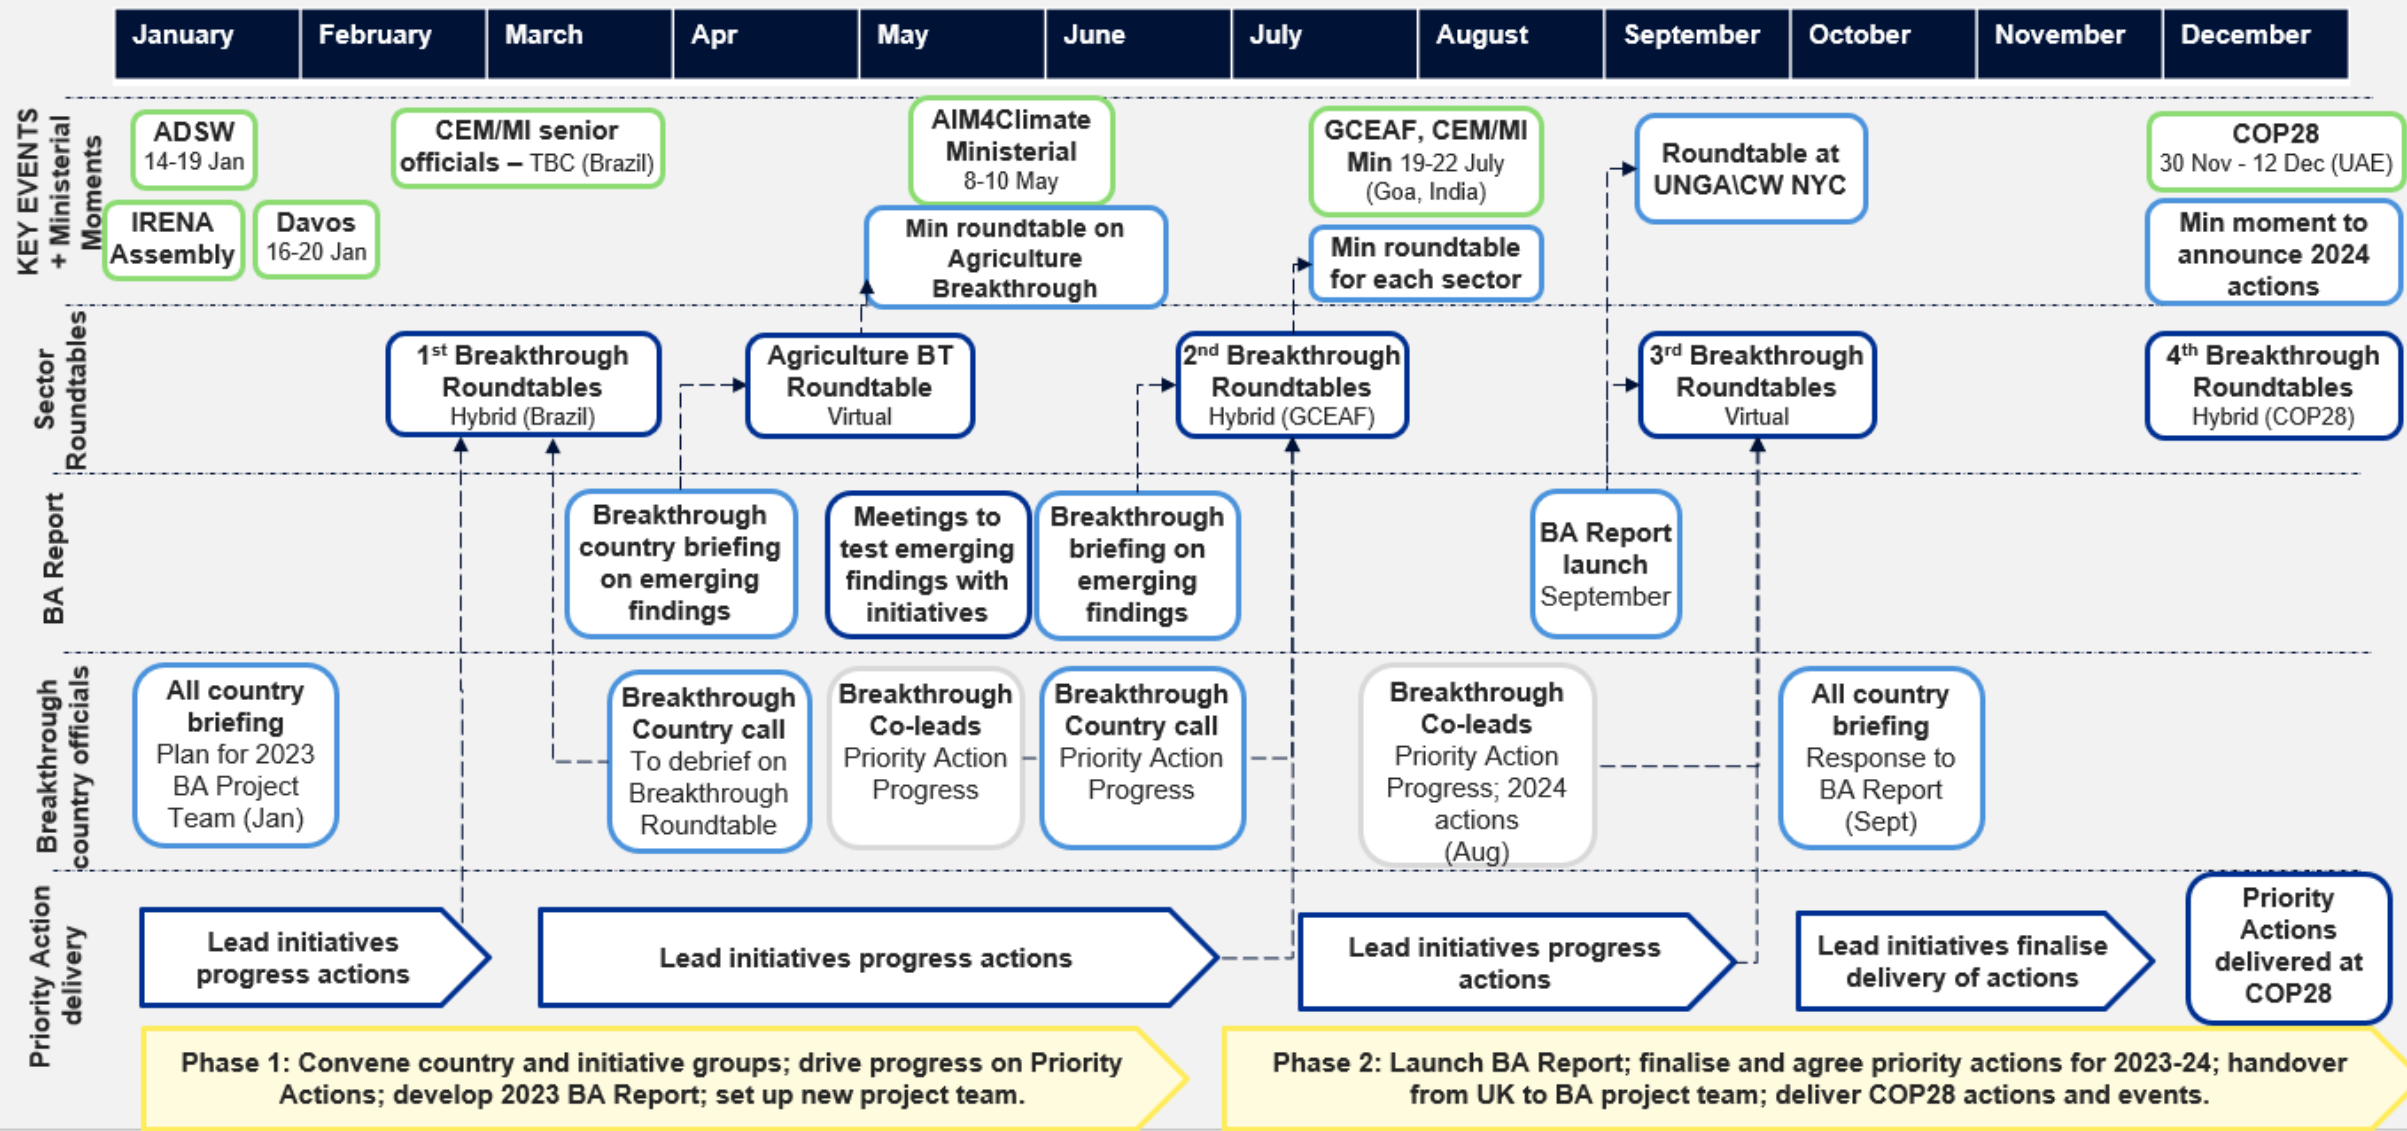 January
February
March
Apr
May
June
July
August
September
October
November
December
KEY EVENTS
+ Ministerial
Moments
ADSW
14-19 Jan
IRENA
Assembly
Davos
16-20 Jan
CEM/MI senior
officials – TBC (Brazil)
AIM4Climate
Ministerial
8-10 May
Min roundtable on
Agriculture
Breakthrough
GCEAF, CEM/MI
Min 19-22 July
(Goa, India)
Min roundtable
for each sector
Roundtable at
UNGA\CW NYC
COP28
30 Nov - 12 Dec (UAE)
Min moment to
announce 2024
actions
Sector
Roundtables
1st Breakthrough
Roundtables
Hybrid (Brazil)
Agriculture BT
Roundtable
Virtual
2nd Breakthrough
Roundtables
Hybrid (GCEAF)
3rd Breakthrough
Roundtables
Virtual
4th Breakthrough
Roundtables
Hybrid (COP28)
BA Report
Breakthrough
country briefing
on emerging
findings
Meetings to
test emerging
findings with
initiatives
Breakthrough
briefing on
emerging
findings
BA Report
launch
September
Breakthrough
country officials
All country
briefing
Plan for 2023
BA Project
Team (Jan)
Breakthrough
Country call
To debrief on
Breakthrough
Roundtable
Breakthrough
Co-leads
Priority Action
Progress
Breakthrough
Country call
Priority Action
Progress
Breakthrough
Co-leads
Priority Action
Progress; 2024
actions
(Aug)
All country
briefing
Response to
BA Report
(Sept)
Priority Action
delivery
Lead initiatives
progress actions
Lead initiatives progress actions
Lead initiatives progress
actions
Lead initiatives finalise
delivery of actions
Priority
Actions
delivered at
COP28
Phase 1: Convene country and initiative groups; drive progress on Priority
Actions; develop 2023 BA Report; set up new project team.
Phase 2: Launch BA Report; finalise and agree priority actions for 2023-24; handover
from UK to BA project team; deliver COP28 actions and events.